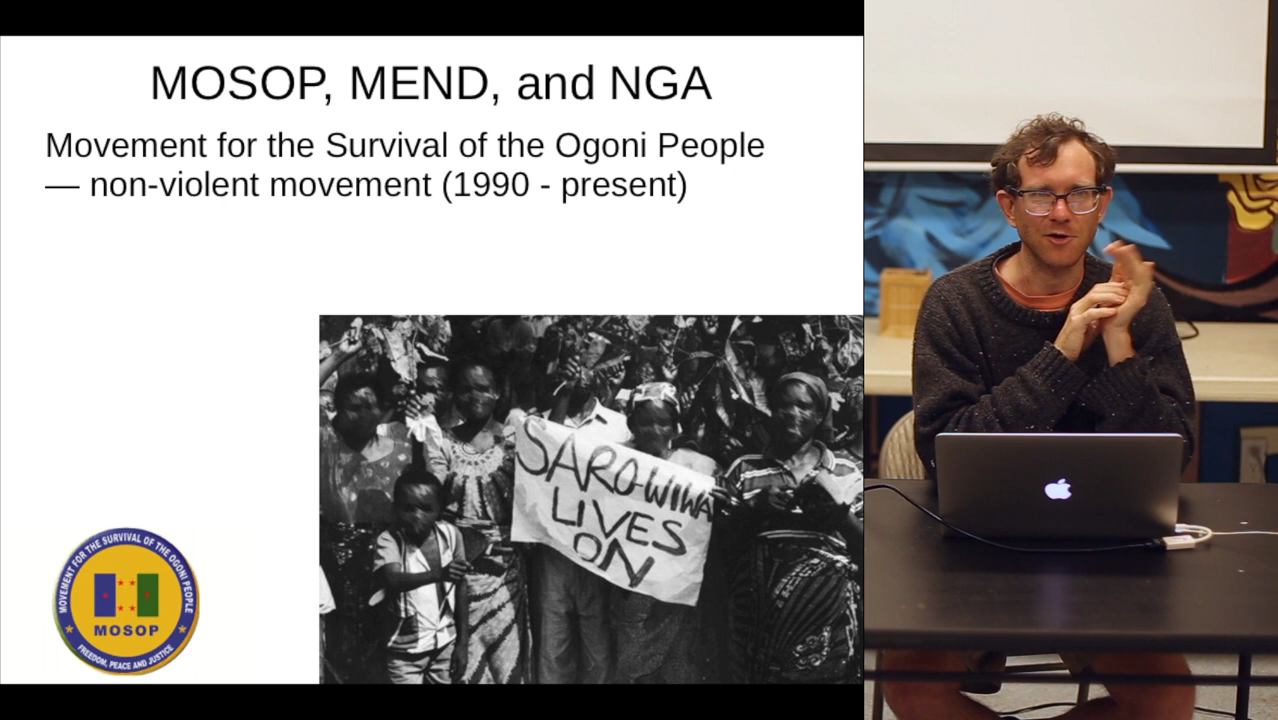 MOSOP, MEND, and NGA
Movement for the Survival of the Ogoni People
— non-violent movement (1990 - present)
SARO-WIWA
LIVES
ON
MOVEMENT FOR THE SURVIVAL OF THE OGONI PEOPLE
MOSOP
FREEDOM, PEACE AND JUSTICE